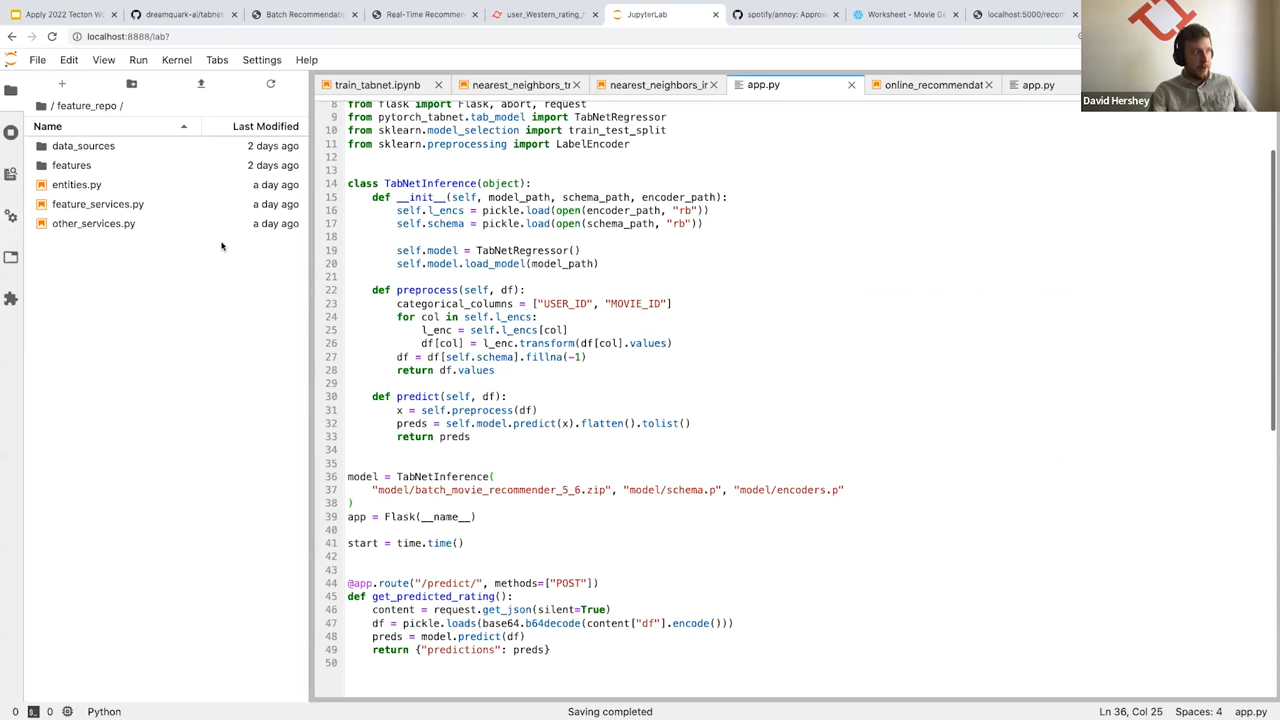 Apply 2022 Tecton Wo
dreamquark-ai/tabnet
Batch Recommendatio
Real-Time Recommen
user_Western_rating_
JupyterLab
spotify/annoy: Approx
Worksheet - Movie Ge
localhost:5000/recom
localhost:8888/lab?
File Edit View Run Kernel Tabs Settings Help
train_tabnet.ipynb
nearest_neighbors_tr
nearest_neighbors_ir
app.py
online_recommendat
app.py
/ feature_repo /
Name Last Modified
data_sources 2 days ago
features 2 days ago
entities.py a day ago
feature_services.py a day ago
other_services.py a day ago
8 from flask import Flask, abort, request
9 from pytorch_tabnet.tab_model import TabNetRegressor
10 from sklearn.model_selection import train_test_split
11 from sklearn.preprocessing import LabelEncoder
12
13
14 class TabNetInference(object):
15 def __init__(self, model_path, schema_path, encoder_path):
16 self.l_encs = pickle.load(open(encoder_path, "rb"))
17 self.schema = pickle.load(open(schema_path, "rb"))
18
19 self.model = TabNetRegressor()
20 self.model.load_model(model_path)
21
22 def preprocess(self, df):
23 categorical_columns = ["USER_ID", "MOVIE_ID"]
24 for col in self.l_encs:
25 l_enc = self.l_encs[col]
26 df[col] = l_enc.transform(df[col].values)
27 df = df[self.schema].fillna(-1)
28 return df.values
29
30 def predict(self, df):
31 x = self.preprocess(df)
32 preds = self.model.predict(x).flatten().tolist()
33 return preds
34
35
36 model = TabNetInference(
37 "model/batch_movie_recommender_5_6.zip", "model/schema.p", "model/encoders.p"
38 )
39 app = Flask(__name__)
40
41 start = time.time()
42
43
44 @app.route("/predict/", methods=["POST"])
45 def get_predicted_rating():
46 content = request.get_json(silent=True)
47 df = pickle.loads(base64.b64decode(content["df"].encode()))
48 preds = model.predict(df)
49 return {"predictions": preds}
50
David Hershey
0 0 Python
Saving completed
Ln 36, Col 25 Spaces: 4 app.py